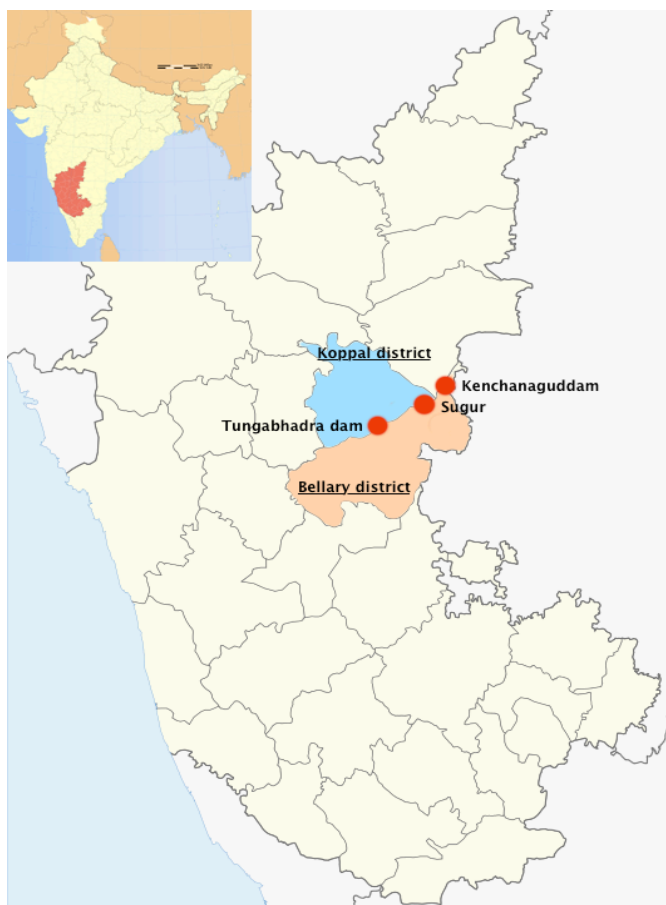 Koppal district
Kenchanaguddam
Sugur
Tungabhadra dam
Bellary district